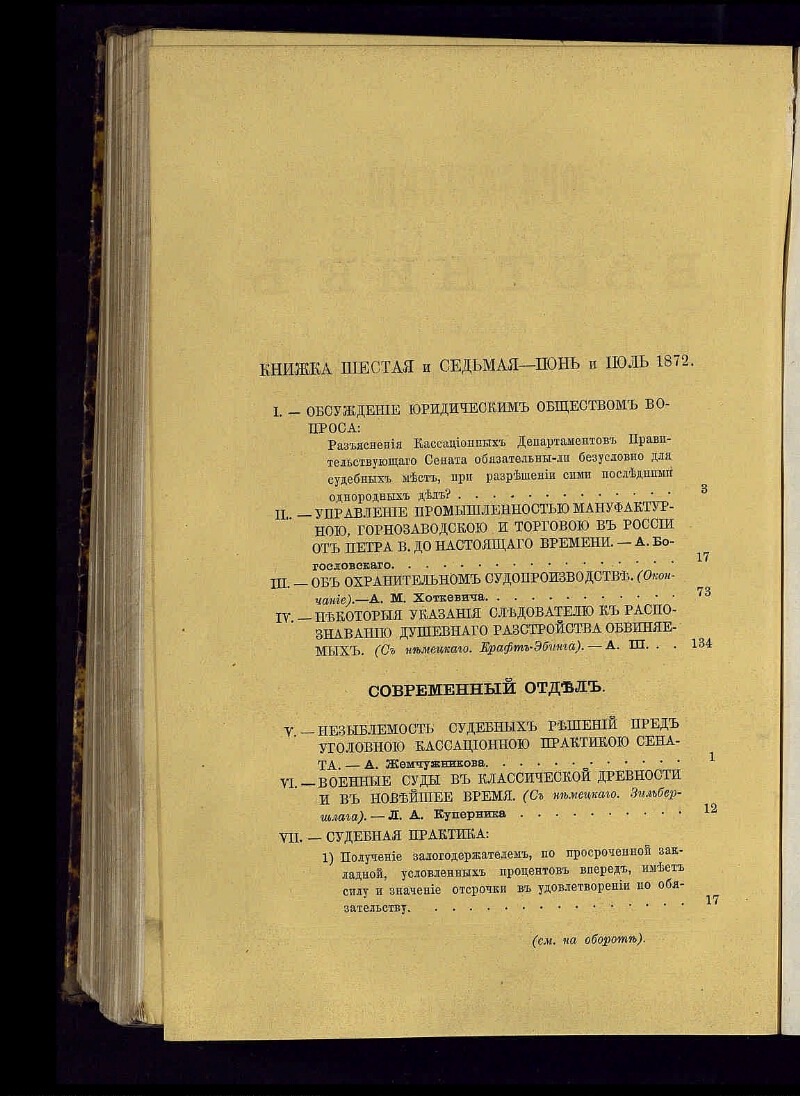 КНИЖКА ШЕСТАЯ и СЕДЬМАЯ—ІЮНЬ и ІЮЛЬ 1872.
I. — ОБСУЖДЕНІЕ ЮРИДИЧЕСКИМЪ ОБЩЕСТВОМЪ ВО-
ПРОСА:
Разъясненія Кассаціонныхъ Департаментовъ Прави-
тельствующаго Сената обязательны-ли безусловно для
судебныхъ мѣстъ, при разрѣшеніи сими послѣдними
однородныхъ дѣлъ? . . . . . . . . . . . . . . 3
II. — УПРАВЛЕНІЕ ПРОМЫШЛЕННОСТЬЮ МАНУФАКТУР-
НОЮ, ГОРНОЗАВОДСКОЮ И ТОРГОВОЮ ВЪ РОССІИ
ОТЪ ПЕТРА В. ДО НАСТОЯЩАГО ВРЕМЕНИ. — А. Бо-
гословскаго. . . . . . . . . . . . . . . . . . 17
III. — ОБЪ ОХРАНИТЕЛЬНОМЪ СУДОПРОИЗВОДСТВѢ. (Окон-
чаніе).—А. М. Хоткевича. . . . . . . . . . . . 73
IV. — НѢКОТОРЫЯ УКАЗАНІЯ СЛѢДОВАТЕЛЮ КЪ РАСПО-
ЗНАВАНІЮ ДУШЕВНАГО РАЗСТРОЙСТВА ОБВИНЯЕ-
МЫХЪ. (Съ нѣмецкаго. Крафтъ-Эбинга). — А. Ш. . . 134
СОВРЕМЕННЫЙ ОТДѢЛЪ.
V. — НЕЗЫБЛЕМОСТЬ СУДЕБНЫХЪ РѢШЕНІЙ ПРЕДЪ
УГОЛОВНОЮ КАССАЦІОННОЮ ПРАКТИКОЮ СЕНА-
ТА. — А. Жемчужникова. . . . . . . . . . . . 1
VI. — ВОЕННЫЕ СУДЫ ВЪ КЛАССИЧЕСКОЙ ДРЕВНОСТИ
И ВЪ НОВѢЙШЕЕ ВРЕМЯ. (Съ нѣмецкаго. Зильбер-
шлага). — Л. А. Куперника . . . . . . . . . . 12
VII. — СУДЕБНАЯ ПРАКТИКА:
1) Полученіе залогодержателемъ, по просроченной зак-
ладной, условленныхъ процентовъ впередъ, имѣетъ
силу и значеніе отсрочки въ удовлетвореніи по обя-
зательству. . . . . . . . . . . . . . . . . 17
(см. на оборотѣ).